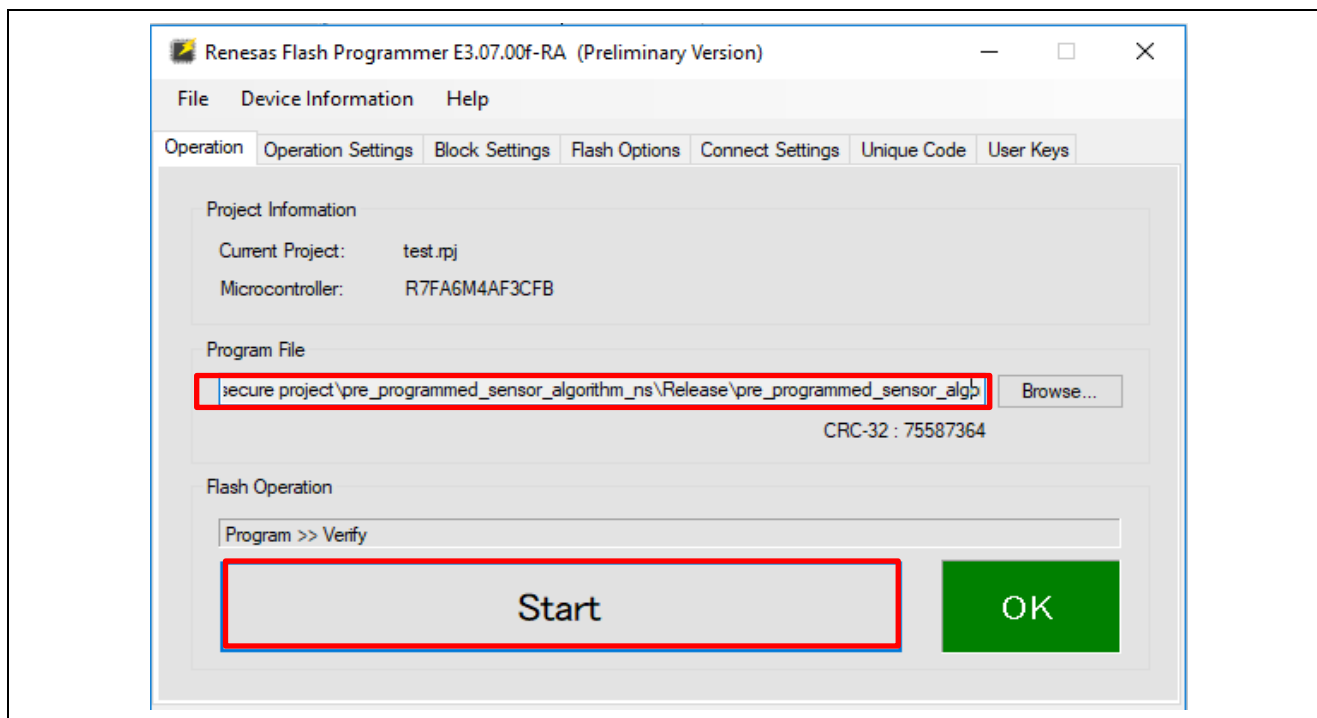 Renesas Flash Programmer E3.07.00f-RA (Preliminary Version)
File Device Information Help
Operation Operation Settings Block Settings Flash Options Connect Settings Unique Code User Keys
Project Information
Current Project: test.rpj
Microcontroller: R7FA6M4AF3CFB
Program File
secure project\pre_programmed_sensor_algorithm_ns\Release\pre_programmed_sensor_algo Browse...
CRC-32 : 75587364
Flash Operation
Program >> Verify
Start OK